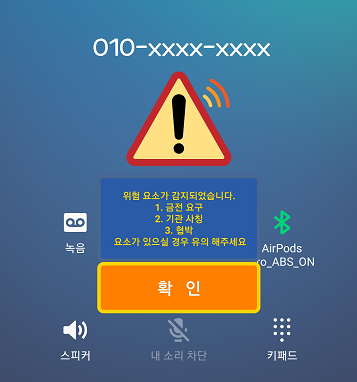 010-xxxx-xxxx
위험 요소가 감지되었습니다.
1. 금전 요구
2. 기관 사칭
3. 협박
요소가 있으실 경우 유의 해주세요
녹음
AirPods
ro_ABS_ON
확 인
스피커
내 소리 차단
키패드